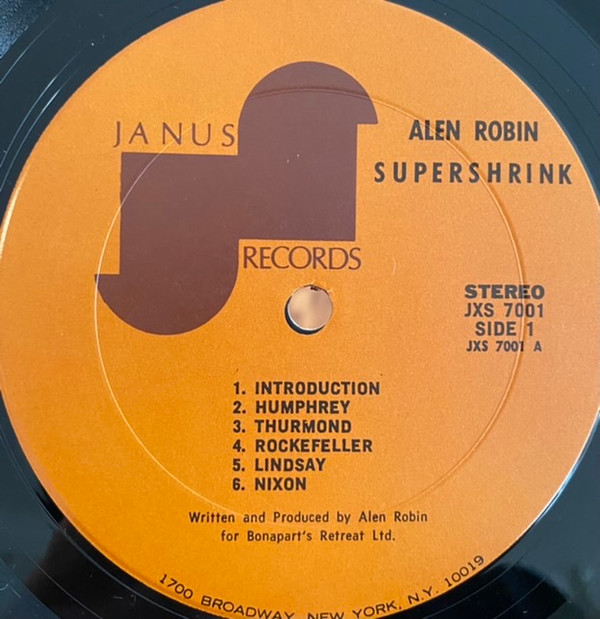 JANUS
RECORDS
ALEN ROBIN
SUPERSHRINK
STEREO
JXS 7001
SIDE 1
JXS 7001 A
1. INTRODUCTION
2. HUMPHREY
3. THURMOND
4. ROCKEFELLER
5. LINDSAY
6. NIXON
Written and Produced by Alen Robin
for Bonapart's Retreat Ltd.
1700 BROADWAY, NEW YORK, N.Y. 10019